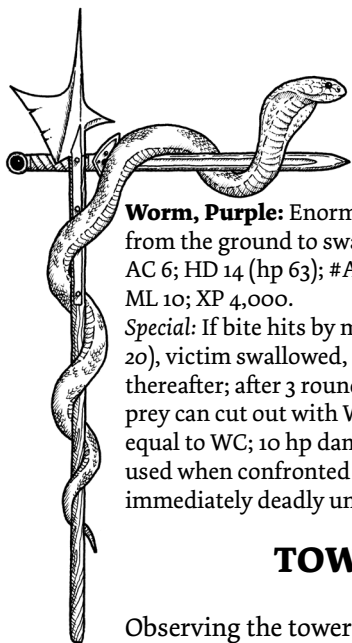 Worm, Purple: Enorm
from the ground to swa
AC 6; HD 14 (hp 63); #A
ML 10; XP 4,000.
Special: If bite hits by m
20), victim swallowed,
thereafter; after 3 round
prey can cut out with W
equal to WC; 10 hp dan
used when confronted
immediately deadly un
TOW
Observing the tower